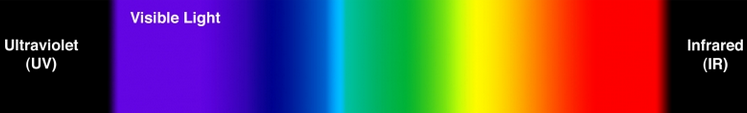 Visible Light
Ultraviolet
(UV)
Infrared
(IR)